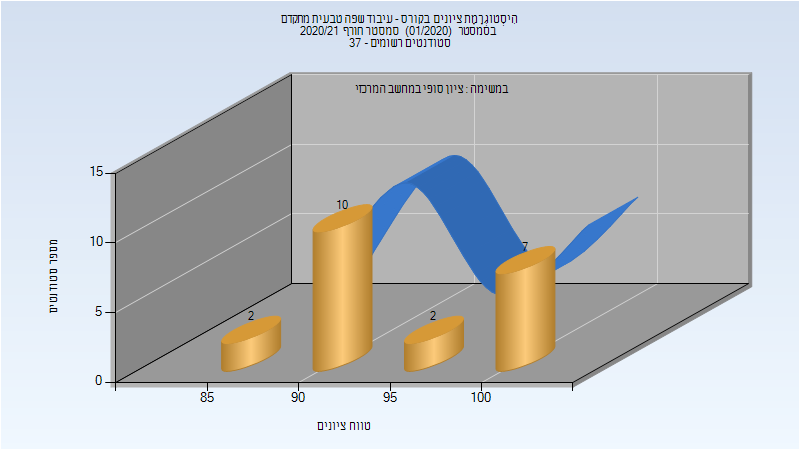 היסטוגרמת ציונים בקורס - עיבוד שפה טבעית מתקדם
בסמסטר (01/2020) סמסטר חורף 2020/21
סטודנטים רשומים - 37
במשימה : ציון סופי במחשב המרכזי
מספר סטודנטים
15
10
5
0
2
10
2
7
85
90
95
100
טווח ציונים